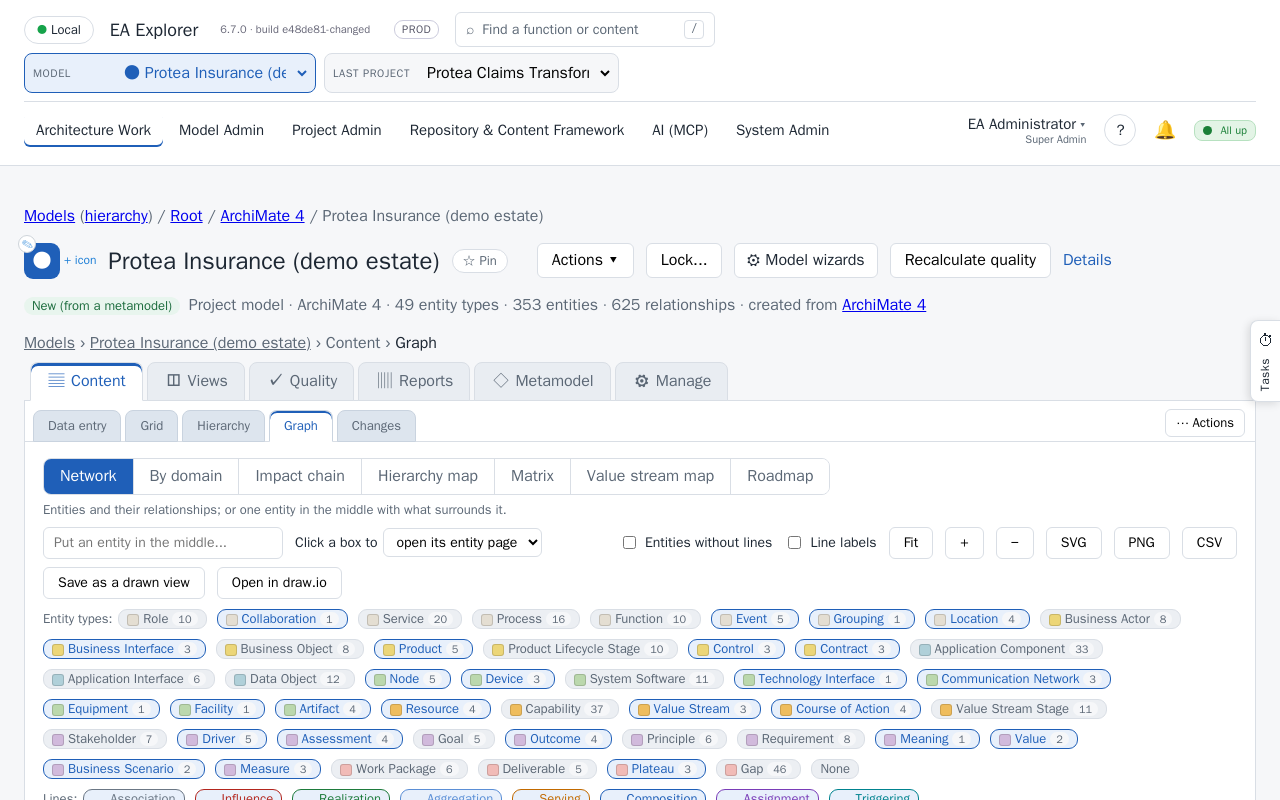 Local EA Explorer 6.7.0 · build e48de81-changed PROD Find a function or content /
MODEL Protea Insurance (de LAST PROJECT Protea Claims Transforı
Architecture Work Model Admin Project Admin Repository & Content Framework AI (MCP) System Admin EA Administrator ▾ ? All up
Super Admin
Models (hierarchy) / Root / ArchiMate 4 / Protea Insurance (demo estate)
+ icon Protea Insurance (demo estate) ☆ Pin Actions ▾ Lock... ⚙ Model wizards Recalculate quality Details
New (from a metamodel) Project model · ArchiMate 4 · 49 entity types · 353 entities · 625 relationships · created from ArchiMate 4
Models › Protea Insurance (demo estate) › Content › Graph
Tasks
Content Views ✓ Quality Reports ◇ Metamodel ⚙ Manage
Data entry Grid Hierarchy Graph Changes ··· Actions
Network By domain Impact chain Hierarchy map Matrix Value stream map Roadmap
Entities and their relationships; or one entity in the middle with what surrounds it.
Put an entity in the middle... Click a box to open its entity page Entities without lines Line labels Fit + − SVG PNG CSV
Save as a drawn view Open in draw.io
Entity types: Role 10 Collaboration 1 Service 20 Process 16 Function 10 Event 5 Grouping 1 Location 4 Business Actor 8
Business Interface 3 Business Object 8 Product 5 Product Lifecycle Stage 10 Control 3 Contract 3 Application Component 33
Application Interface 6 Data Object 12 Node 5 Device 3 System Software 11 Technology Interface 1 Communication Network 3
Equipment 1 Facility 1 Artifact 4 Resource 4 Capability 37 Value Stream 3 Course of Action 4 Value Stream Stage 11
Stakeholder 7 Driver 5 Assessment 4 Goal 5 Outcome 4 Principle 6 Requirement 8 Meaning 1 Value 2
Business Scenario 2 Measure 3 Work Package 6 Deliverable 5 Plateau 3 Gap 46 None
Lines: Association Influence Realization Aggregation Serving Composition Assignment Triggering